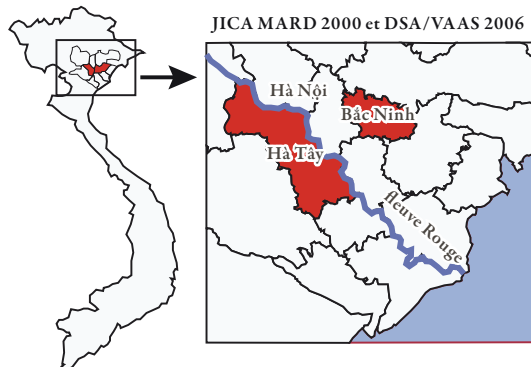 JICA MARD 2000 et DSA/VAAS 2006
Hà Nội
Bắc Ninh
Hà Tây
fleuve Rouge